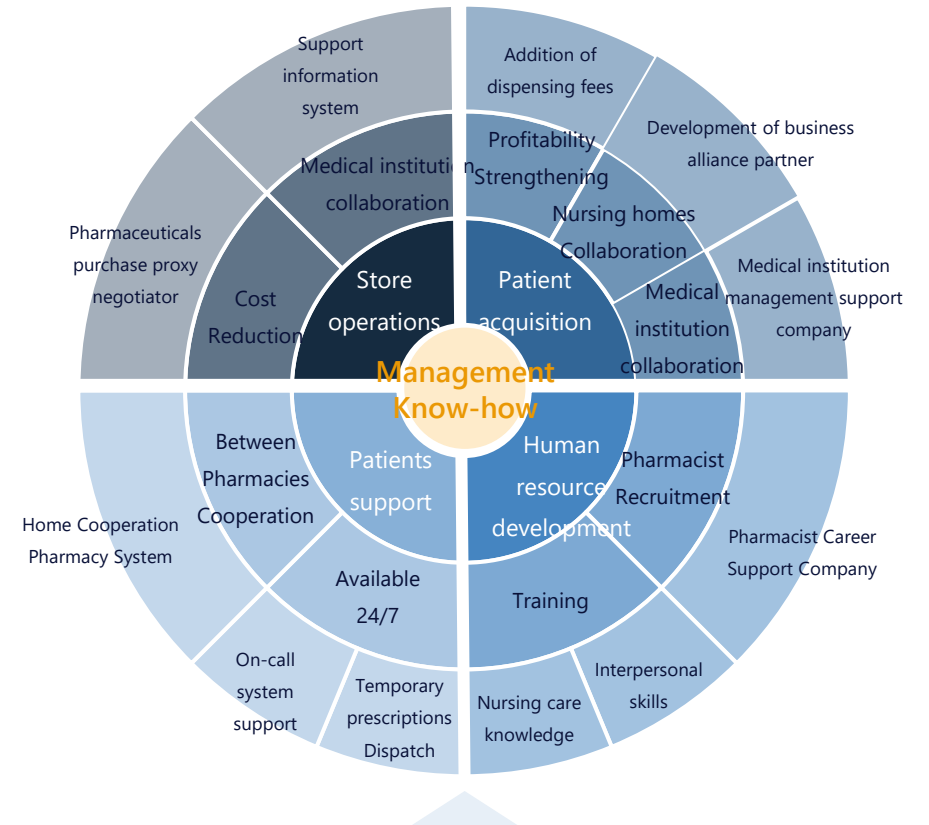 Support
information
system
Addition of
dispensing fees
Development of business
alliance partner
Profitability
Strengthening
Medical institution
collaboration
Nursing homes
Collaboration
Pharmaceuticals
purchase proxy
negotiator
Cost
Reduction
Store
operations
Patient
acquisition
Medical
institution
collaboration
Medical institution
management support
company
Management
Know-how
Between
Pharmacies
Cooperation
Patients
support
Human
resource
development
Pharmacist
Recruitment
Home Cooperation
Pharmacy System
Pharmacist Career
Support Company
Available
24/7
Training
On-call
system
support
Temporary
prescriptions
Dispatch
Nursing care
knowledge
Interpersonal
skills